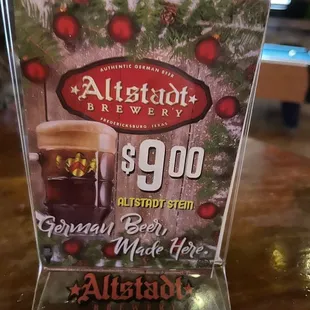 AUTHENTIC GERMAN BEER
Altstadt
BREWERY
FREDERICKSBURG, TEXAS
$9.00
ALTSTADT STEIN
German Beer,
Made Here.
Altstadt